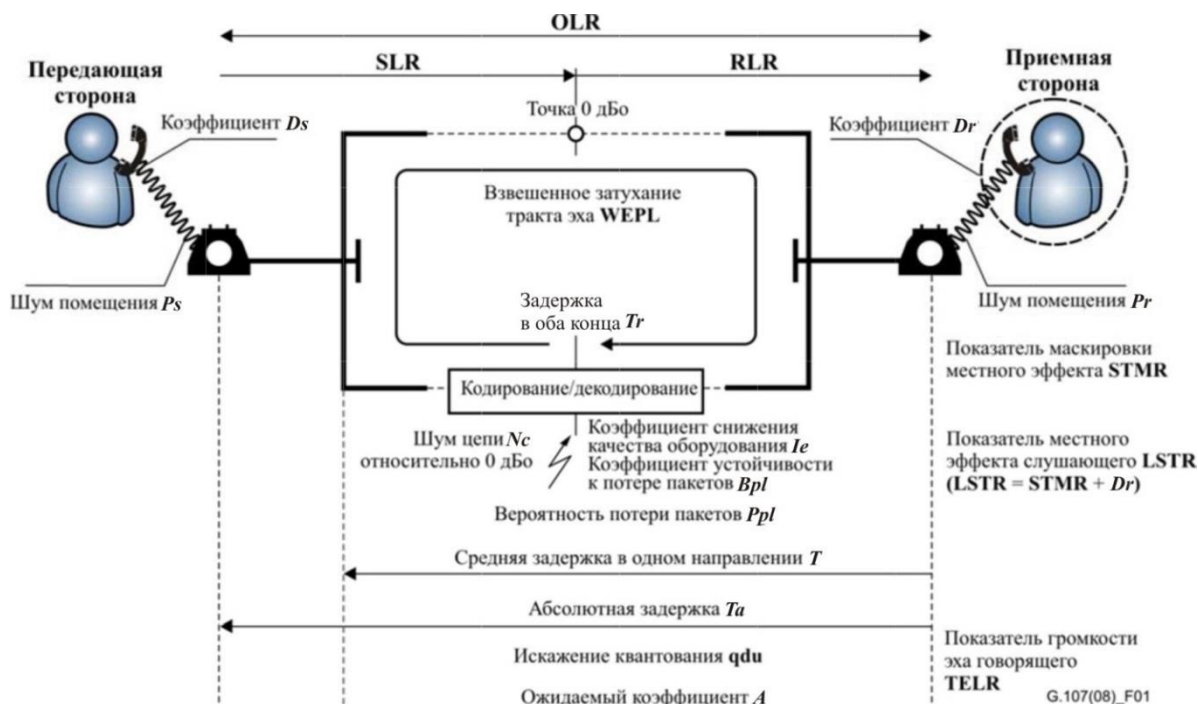 OLR
SLR
RLR
Передающая
сторона
Приемная
сторона
Точка 0 дБо
Коэффициент Ds
Коэффициент Dr
Взвешенное затухание
тракта эха WEPL
Шум помещения Ps
Шум помещения Pr
Задержка
в оба конца Tr
Показатель маскировки
местного эффекта STMR
Кодирование/декодирование
Шум цепи Nc
относительно 0 дБо
Коэффициент снижения
качества оборудования Ie
Коэффициент устойчивости
к потере пакетов Bpl
Показатель местного
эффекта слушающего LSTR
(LSTR = STMR + Dr)
Вероятность потери пакетов Ppl
Средняя задержка в одном направлении T
Абсолютная задержка Ta
Искажение квантования qdu
Показатель громкости
эха говорящего
TELR
Ожидаемый коэффициент A
G.107(08)_F01